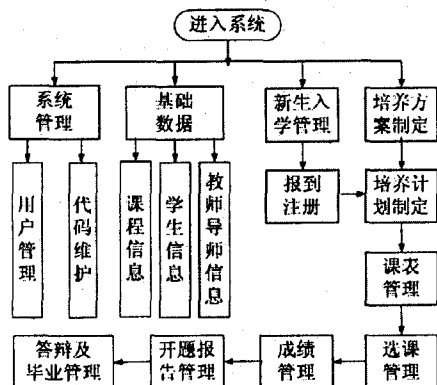 进入系统
系统
管理
基础
数据
新生入
学管理
培养方
案制定
用户管理
代码维护
课程信息
学生信息
教师导师信息
报到
注册
培养计
划制定
课表
管理
答辩及
毕业管理
开题报
告管理
成绩
管理
选课
管理